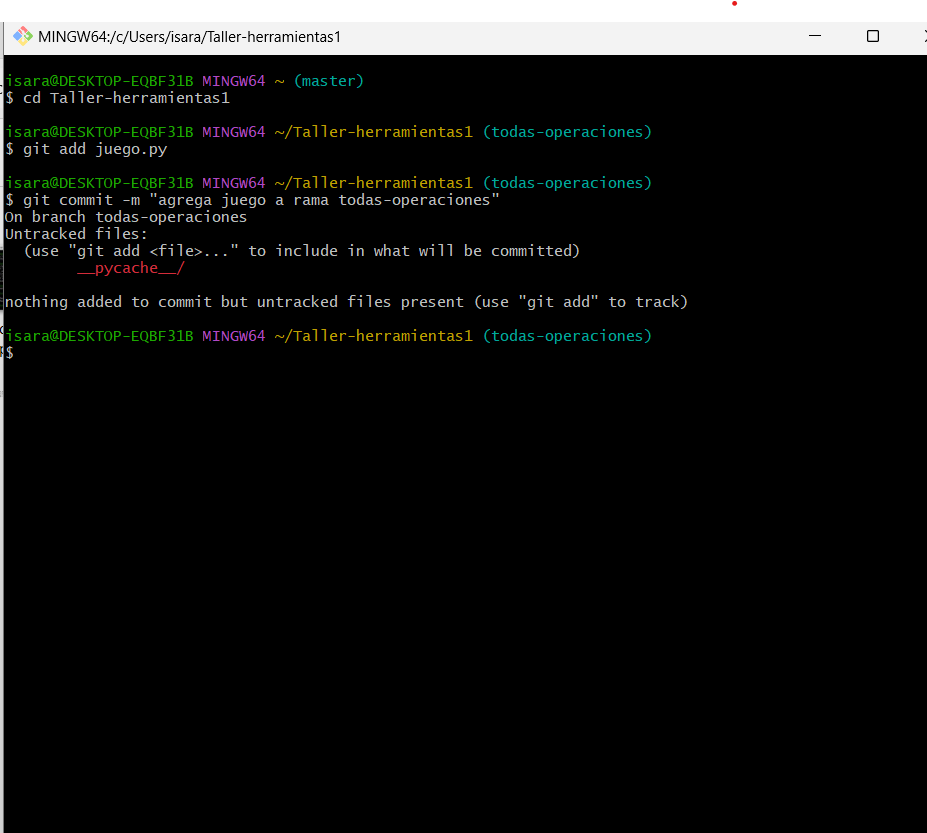 MINGW64:/c/Users/isara/Taller-herramientas1
isara@DESKTOP-EQBF31B MINGW64 ~ (master)
$ cd Taller-herramientas1
isara@DESKTOP-EQBF31B MINGW64 ~/Taller-herramientas1 (todas-operaciones)
$ git add juego.py
isara@DESKTOP-EQBF31B MINGW64 ~/Taller-herramientas1 (todas-operaciones)
$ git commit -m "agrega juego a rama todas-operaciones"
On branch todas-operaciones
Untracked files:
  (use "git add <file>..." to include in what will be committed)
        __pycache__/
nothing added to commit but untracked files present (use "git add" to track)
isara@DESKTOP-EQBF31B MINGW64 ~/Taller-herramientas1 (todas-operaciones)
$